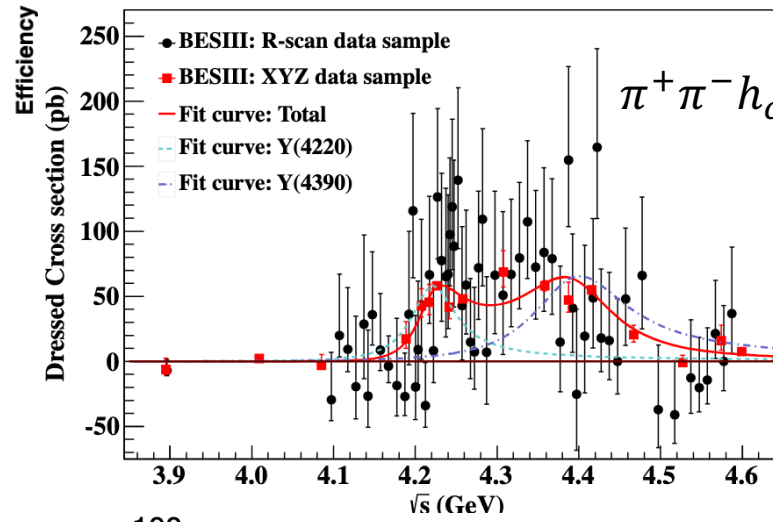 Efficiency
Dressed Cross section (pb)
250
200
150
100
50
0
-50
BESIII: R-scan data sample
BESIII: XYZ data sample
Fit curve: Total
Fit curve: Y(4220)
Fit curve: Y(4390)
π⁺π⁻h
3.9 4.0 4.1 4.2 4.3 4.4 4.5 4.6
√s (GeV)